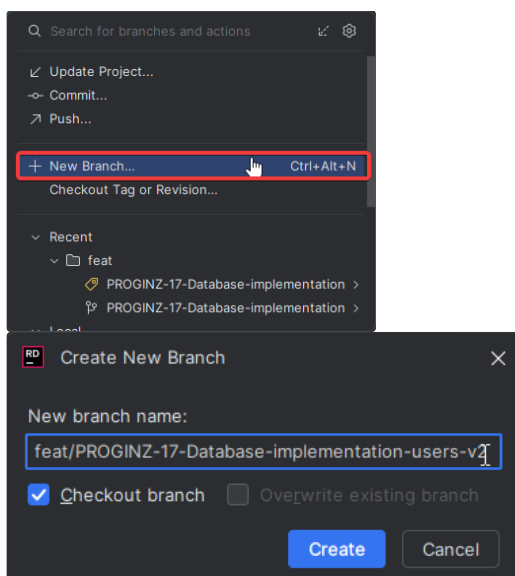 Search for branches and actions
Update Project...
Commit...
Push...
New Branch... Ctrl+Alt+N
Checkout Tag or Revision...
Recent
feat
PROGINZ-17-Database-implementation
PROGINZ-17-Database-implementation
Local
RD Create New Branch
New branch name:
feat/PROGINZ-17-Database-implementation-users-v2
Checkout branch Overwrite existing branch
Create Cancel